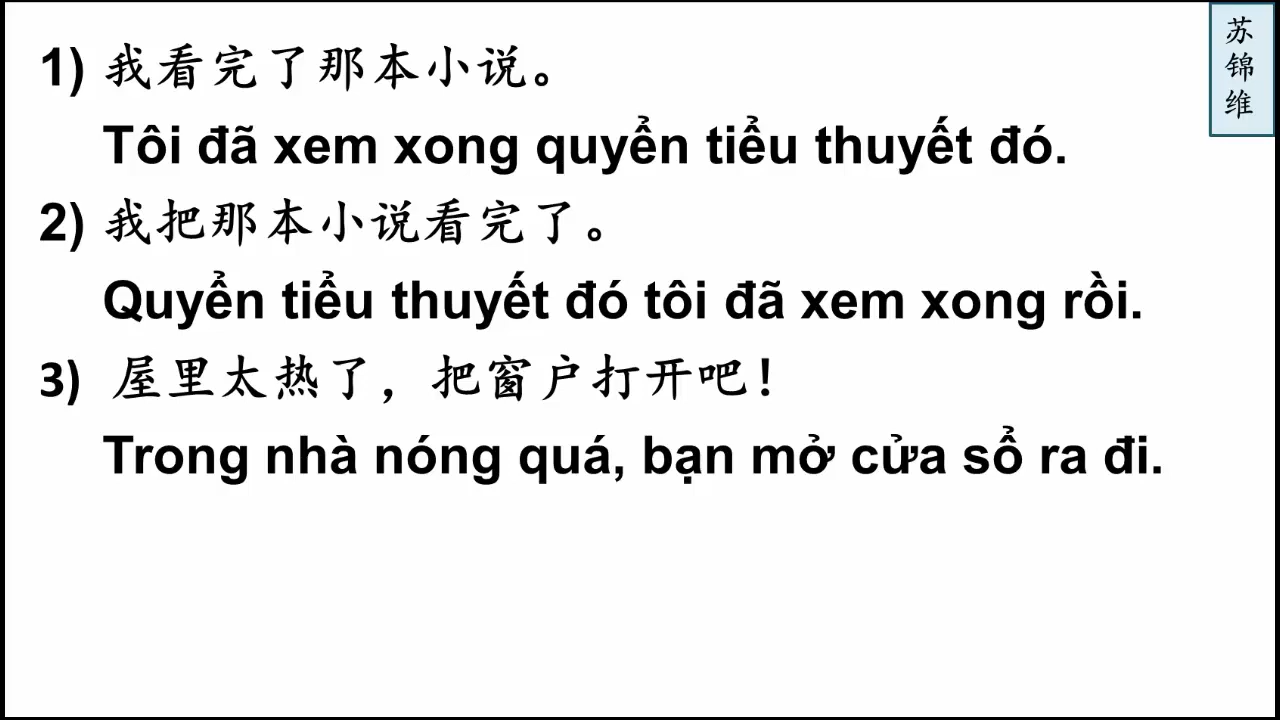 1) 我看完了那本小说。
Tôi đã xem xong quyển tiểu thuyết đó.
2) 我把那本小说看完了。
Quyển tiểu thuyết đó tôi đã xem xong rồi.
3) 屋里太热了，把窗户打开吧！
Trong nhà nóng quá, bạn mở cửa sổ ra đi.
苏
锦
维